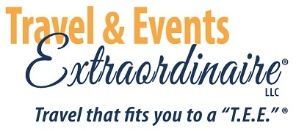 Travel & Events
Extraordinaire®
LLC
Travel that fits you to a “T.E.E.”®